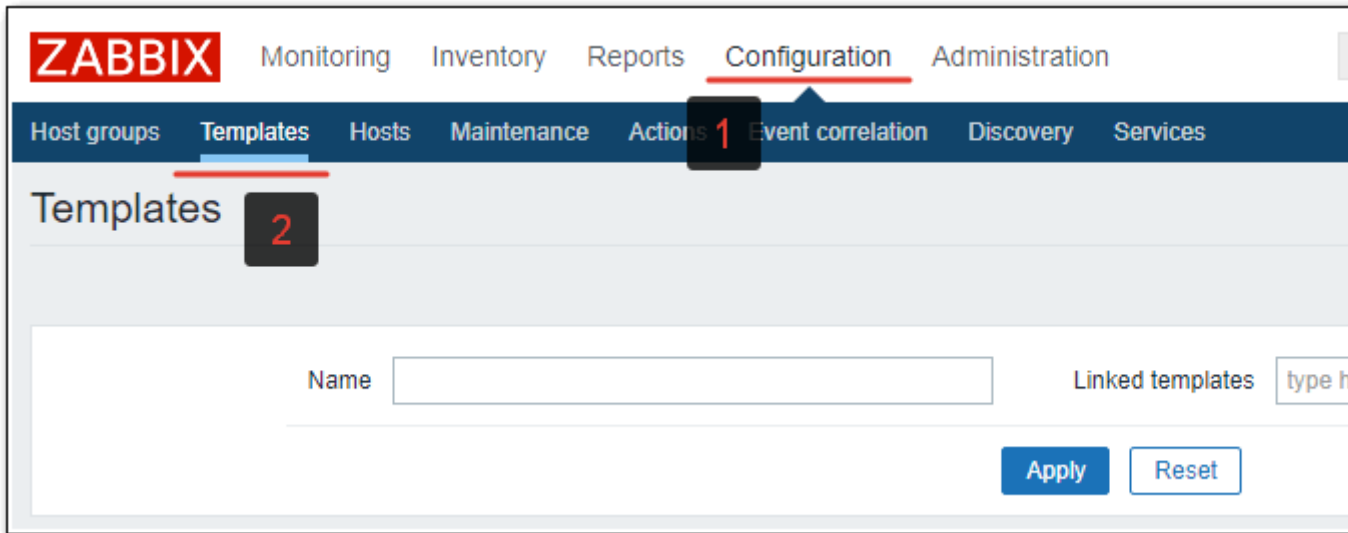 ZABBIX Monitoring Inventory Reports Configuration Administration
Host groups Templates Hosts Maintenance Actions 1 Event correlation Discovery Services
Templates
2
Name Linked templates type h
Apply Reset